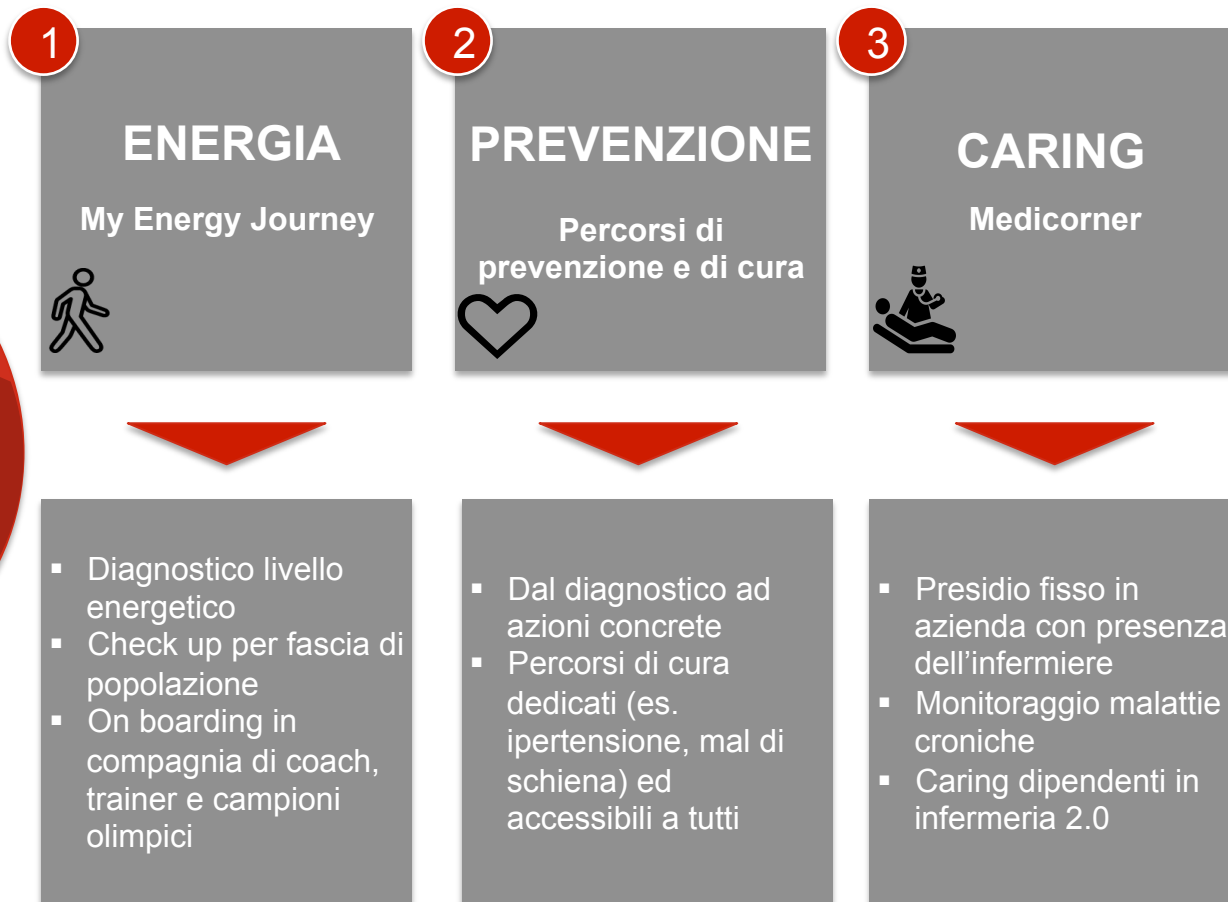 1
ENERGIA
My Energy Journey
2
PREVENZIONE
Percorsi di
prevenzione e di cura
3
CARING
Medicorner
▪ Diagnostico livello
energetico
▪ Check up per fascia di
popolazione
▪ On boarding in
compagnia di coach,
trainer e campioni
olimpici
▪ Dal diagnostico ad
azioni concrete
▪ Percorsi di cura
dedicati (es.
ipertensione, mal di
schiena) ed
accessibili a tutti
▪ Presidio fisso in
azienda con presenza
dell’infermiere
▪ Monitoraggio malattie
croniche
▪ Caring dipendenti in
infermeria 2.0